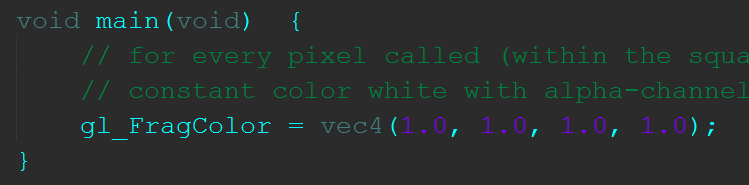 void main(void)  {
// for every pixel called (within the squa
// constant color white with alpha-channel
gl_FragColor = vec4(1.0, 1.0, 1.0, 1.0);
}